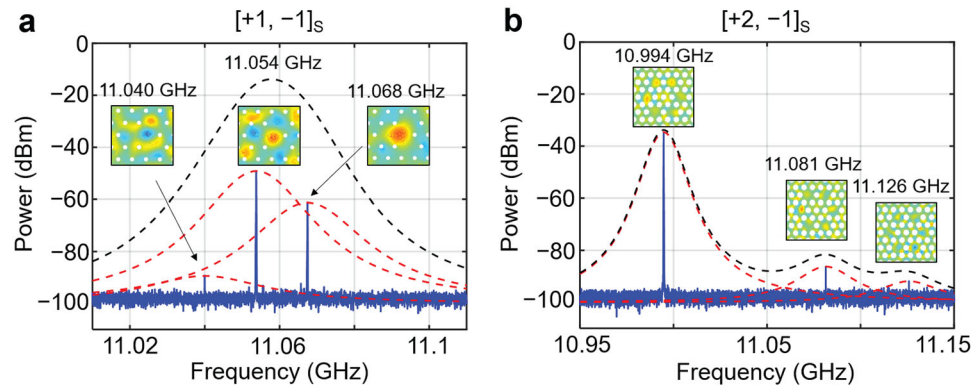 a
[+1, −1]S
0
−20
−40
−60
−80
−100
Power (dBm)
11.040 GHz
11.054 GHz
11.068 GHz
11.02
11.06
11.1
Frequency (GHz)
b
[+2, −1]S
0
−20
−40
−60
−80
−100
Power (dBm)
10.994 GHz
11.081 GHz
11.126 GHz
10.95
11.05
11.15
Frequency (GHz)